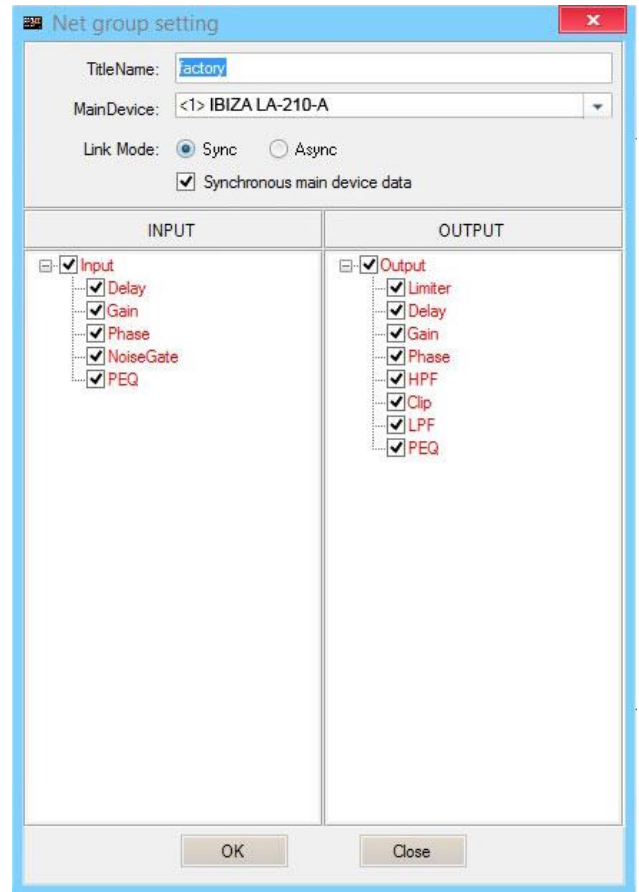 Net group setting
TitleName: factory
MainDevice: <1> IBIZA LA-210-A
Link Mode: Sync Async
Synchronous main device data
INPUT OUTPUT
Input
Delay
Gain
Phase
NoiseGate
PEQ
Output
Limiter
Delay
Gain
Phase
HPF
Clip
LPF
PEQ
OK Close